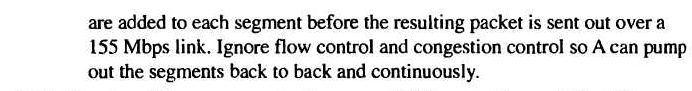 are added to each segment before the resulting packet is sent out over a
155 Mbps link. Ignore flow control and congestion control so A can pump
out the segments back to back and continuously.